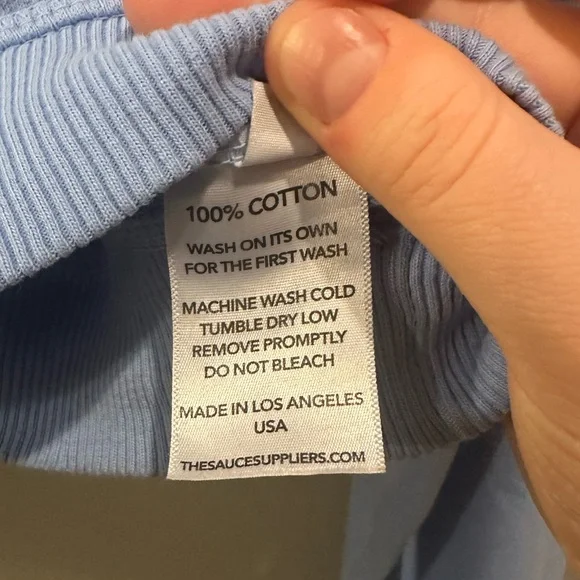 100% COTTON
WASH ON ITS OWN
FOR THE FIRST WASH
MACHINE WASH COLD
TUMBLE DRY LOW
REMOVE PROMPTLY
DO NOT BLEACH
MADE IN LOS ANGELES
USA
THESAUCESUPPLIERS.COM